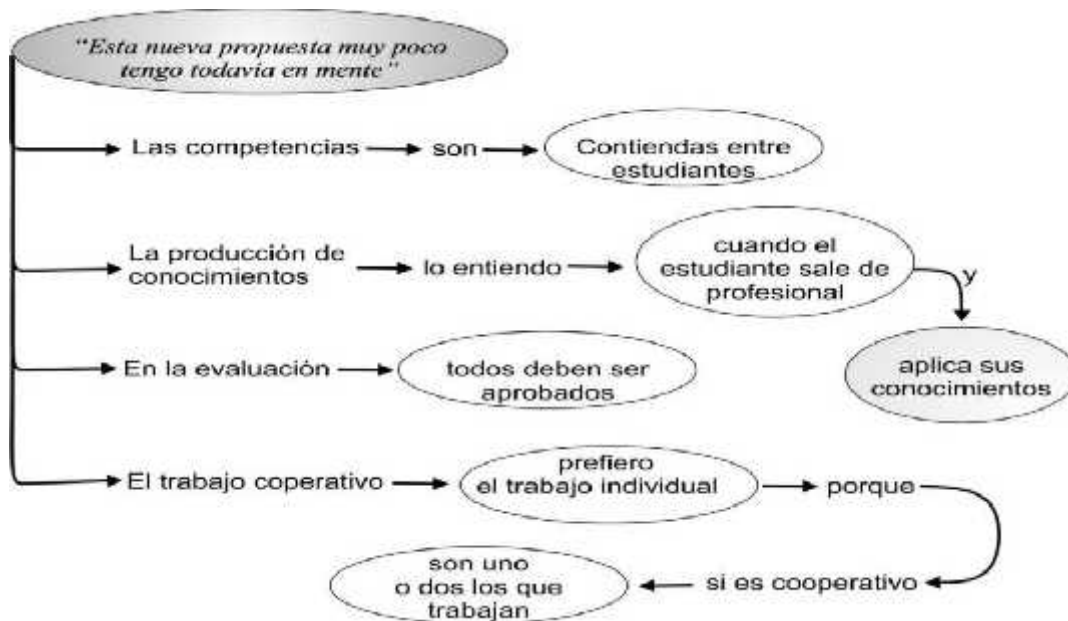 “Esta nueva propuesta muy poco
tengo todavía en mente”
Las competencias
son
Contiendas entre
estudiantes
La producción de
conocimientos
lo entiendo
cuando el
estudiante sale de
profesional
y
aplica sus
conocimientos
En la evaluación
todos deben ser
aprobados
El trabajo coperativo
prefiero
el trabajo individual
porque
si es cooperativo
son uno
o dos los que
trabajan